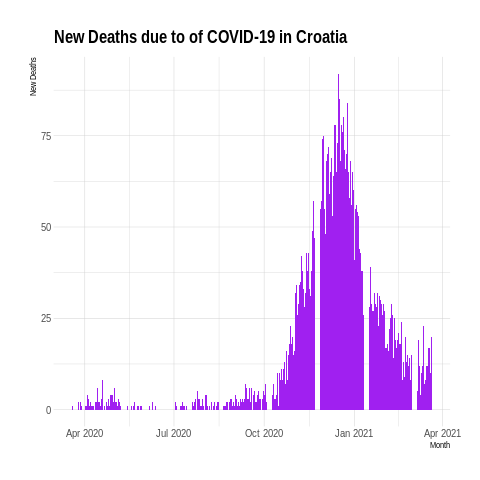 New Deaths due to of COVID-19 in Croatia
New Deaths
75
50
25
0
Apr 2020 Jul 2020 Oct 2020 Jan 2021 Apr 2021
Month